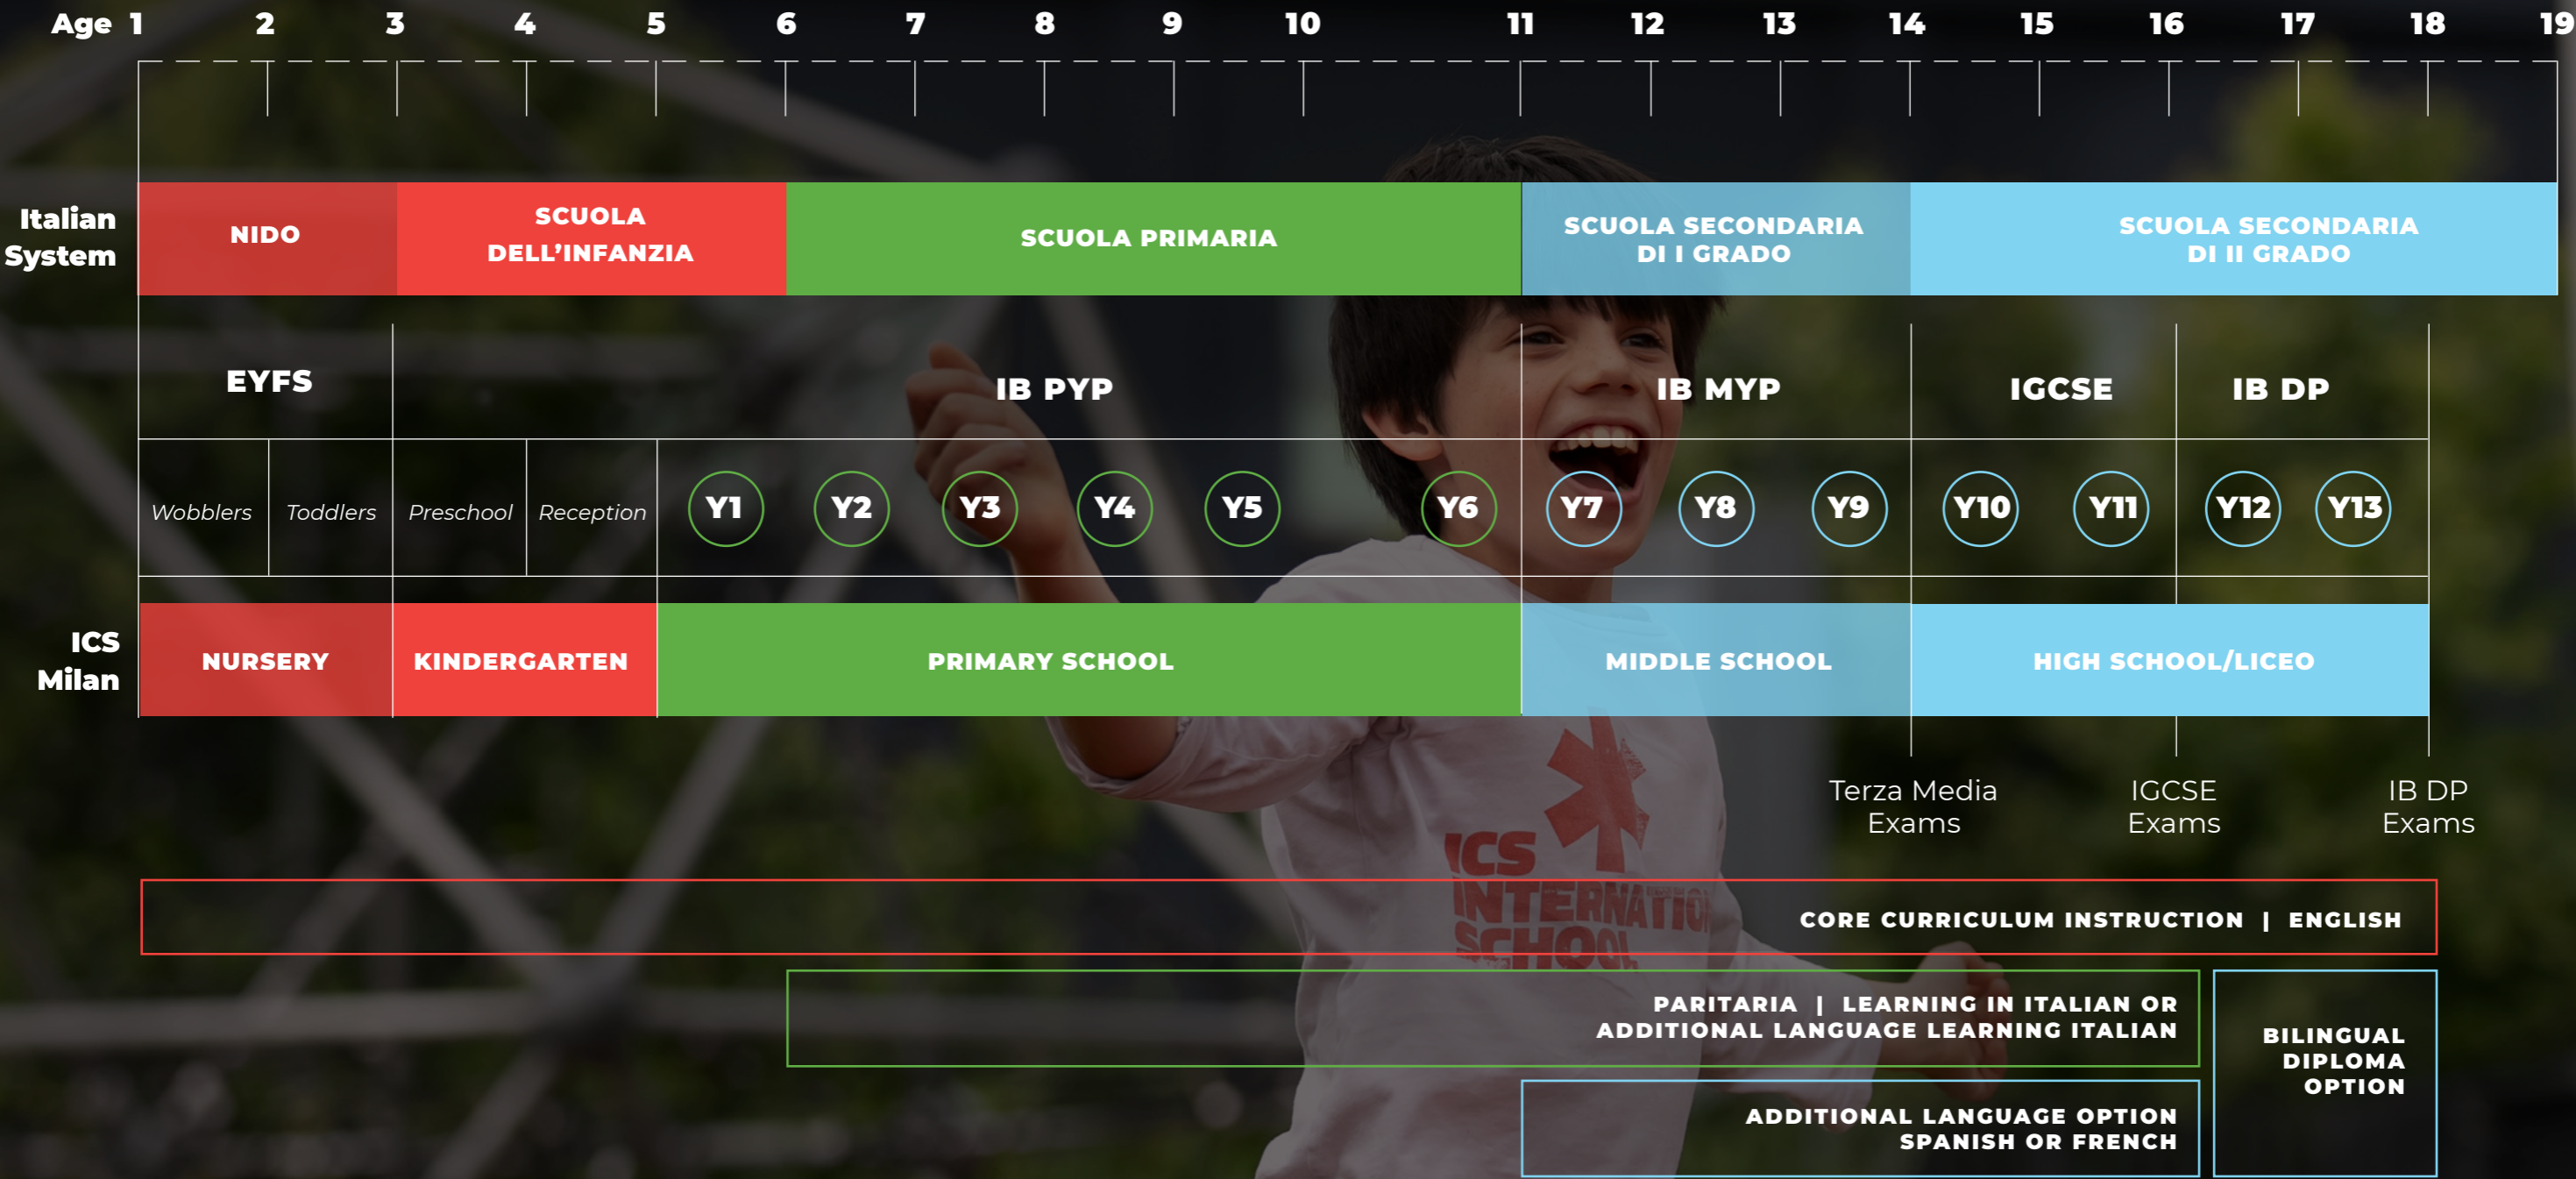 Age 1 2 3 4 5 6 7 8 9 10 11 12 13 14 15 16 17 18 19
Italian
System
NIDO
SCUOLA
DELL’INFANZIA
SCUOLA PRIMARIA
SCUOLA SECONDARIA
DI I GRADO
SCUOLA SECONDARIA
DI II GRADO
EYFS
IB PYP
IB MYP
IGCSE
IB DP
Wobblers Toddlers Preschool Reception Y1 Y2 Y3 Y4 Y5 Y6 Y7 Y8 Y9 Y10 Y11 Y12 Y13
ICS
Milan
NURSERY
KINDERGARTEN
PRIMARY SCHOOL
MIDDLE SCHOOL
HIGH SCHOOL/LICEO
Terza Media
Exams
IGCSE
Exams
IB DP
Exams
ICS
INTERNATIO
SCHOOL
CORE CURRICULUM INSTRUCTION | ENGLISH
PARITARIA | LEARNING IN ITALIAN OR
ADDITIONAL LANGUAGE LEARNING ITALIAN
BILINGUAL
DIPLOMA
OPTION
ADDITIONAL LANGUAGE OPTION
SPANISH OR FRENCH